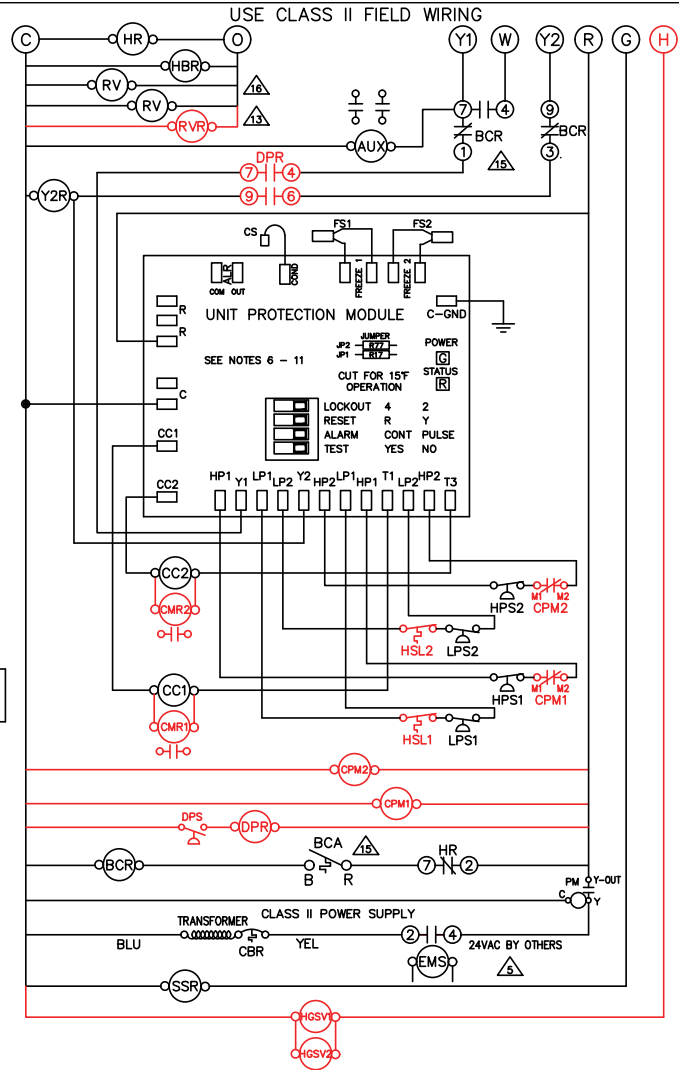 USE CLASS II FIELD WIRING
C HR O Y1 W Y2 R G H
HBR
RV 16
RV 13
RVR
7 4 9
AUX BCR BCR
1 15 3
DPR
7 4
Y2R 9 6
CS FS1 FS2
ALR
COM OUT
COND
FREEZE 1
FREEZE 2
R
R
UNIT PROTECTION MODULE
C-GND
JUMPER
JP2 R77
JP1 R17
POWER
G
STATUS
R
SEE NOTES 6 - 11
CUT FOR 15°F
OPERATION
C
CC1
CC2
LOCKOUT 4 2
RESET R Y
ALARM CONT PULSE
TEST YES NO
HP1 Y1 LP1 LP2 Y2 HP2 LP1 HP1 T1 LP2 HP2 T3
CC2
CMR2
HPS2
M1 M2
CPM2
HSL2 LPS2
CC1
CMR1
HPS1
M1 M2
CPM1
HSL1 LPS1
CPM2
CPM1
DPS
DPR
BCA 15 HR
BCR B R 7 2
PM Y-OUT
C Y
CLASS II POWER SUPPLY
TRANSFORMER
BLU CBR YEL 2 4 24VAC BY OTHERS
EMS 5
SSR
HGSV1
HGSV2